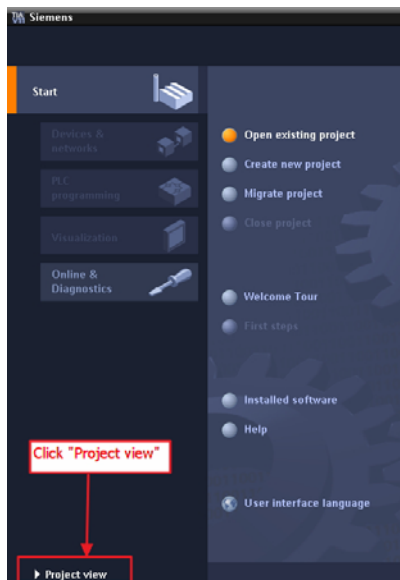 Siemens
Start
Devices &
networks
PLC
programming
Visualization
Online &
Diagnostics
Open existing project
Create new project
Migrate project
Close project
Welcome Tour
First steps
Installed software
Help
User interface language
Click "Project view"
Project view